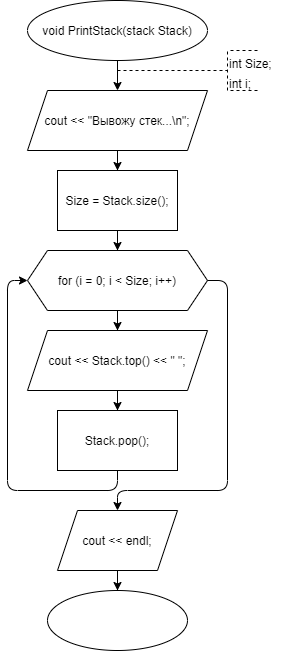 void PrintStack(stack Stack)
int Size;
int i;
cout << "Вывожу стек...\n";
Size = Stack.size();
for (i = 0; i < Size; i++)
cout << Stack.top() << " ";
Stack.pop();
cout << endl;